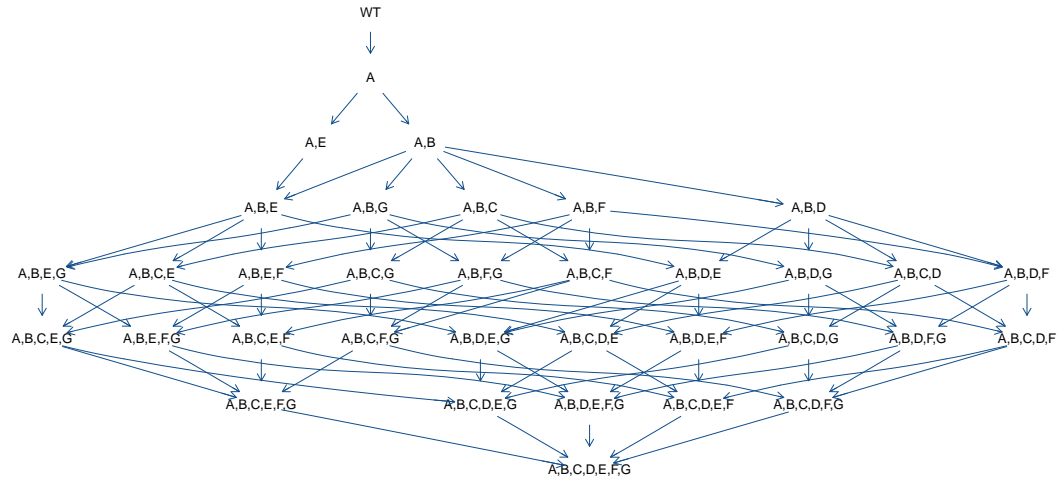 WT
A
A,E A,B
A,B,E A,B,G A,B,C A,B,F A,B,D
A,B,E,G A,B,C,E A,B,E,F A,B,C,G A,B,F,G A,B,C,F A,B,D,E A,B,D,G A,B,C,D A,B,D,F
A,B,C,E,G A,B,E,F,G A,B,C,E,F A,B,C,F,G A,B,D,E,G A,B,C,D,E A,B,D,E,F A,B,C,D,G A,B,D,F,G A,B,C,D,F
A,B,C,E,F,G A,B,C,D,E,G A,B,D,E,F,G A,B,C,D,E,F A,B,C,D,F,G
A,B,C,D,E,F,G